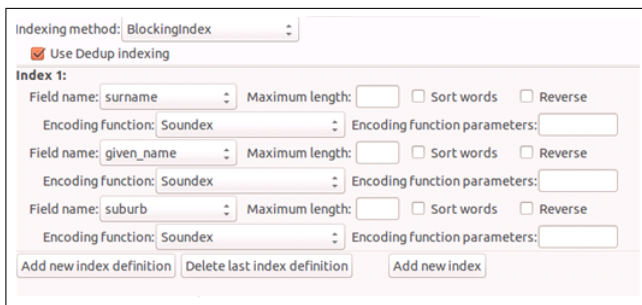 Indexing method: BlockingIndex
Use Dedup indexing
Index 1:
Field name: surname Maximum length: Sort words Reverse
Encoding function: Soundex Encoding function parameters:
Field name: given_name Maximum length: Sort words Reverse
Encoding function: Soundex Encoding function parameters:
Field name: suburb Maximum length: Sort words Reverse
Encoding function: Soundex Encoding function parameters:
Add new index definition Delete last index definition Add new index